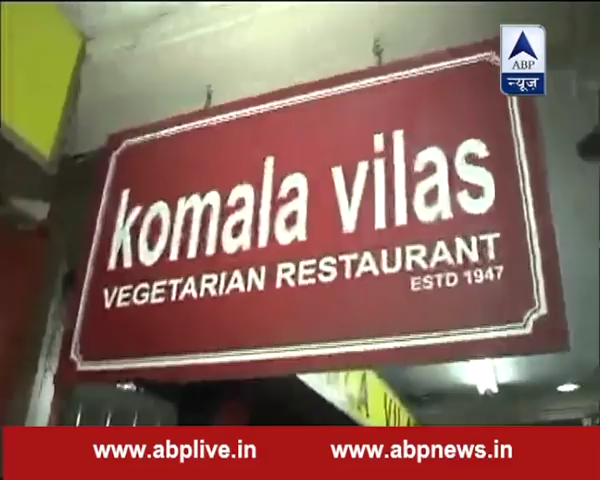 ABP
न्यूज़
komala vilas
VEGETARIAN RESTAURANT
ESTD 1947
www.abplive.in www.abpnews.in